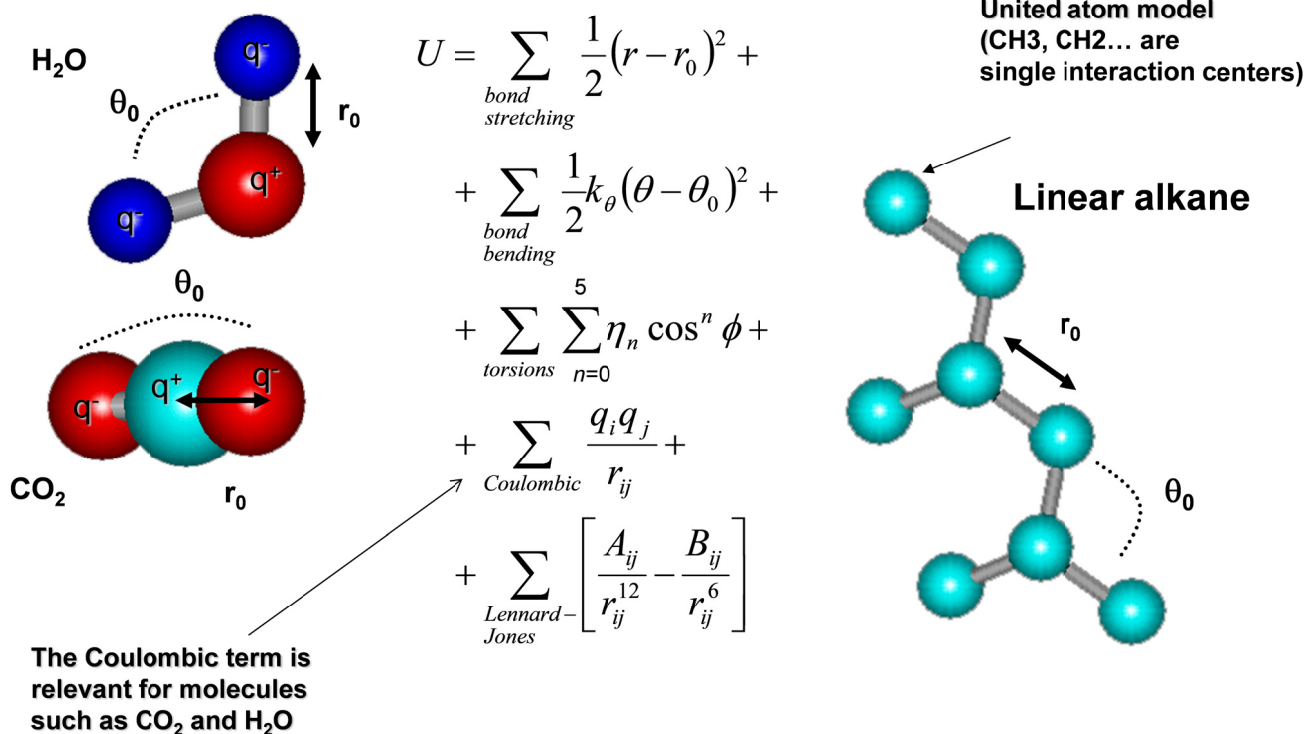 H₂O
θ₀
q⁻
r₀
q⁺
q⁻
θ₀
q⁻
q⁺
q⁻
CO₂
r₀
U = ∑ 1/2 (r − r₀)² +
bond
stretching
+ ∑ 1/2 k_θ (θ − θ₀)² +
bond
bending
+ ∑ ∑ ηₙ cosⁿ ϕ +
5
torsions n=0
+ ∑ qᵢqⱼ / rᵢⱼ +
Coulombic
+ ∑ [ Aᵢⱼ / rᵢⱼ¹² − Bᵢⱼ / rᵢⱼ⁶ ]
Lennard−
Jones
The Coulombic term is
relevant for molecules
such as CO₂ and H₂O
United atom model
(CH3, CH2… are
single interaction centers)
Linear alkane
r₀
θ₀